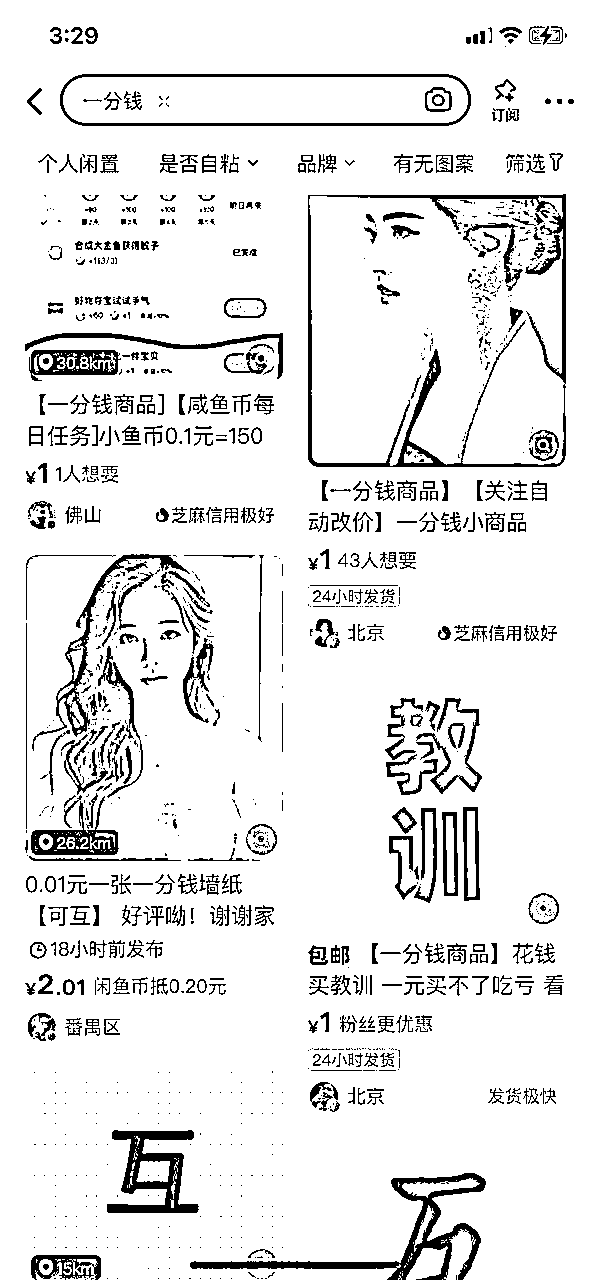 3:29
一分钱
订阅
个人闲置 是否自粘 品牌 有无图案 筛选
合成大金鱼获得骰子
已完成
好玩夺宝试试手气
一件宝贝
30.8km
【一分钱商品】【咸鱼币每
日任务】小鱼币0.1元=150
¥1 1人想要
佛山 芝麻信用极好
26.2km
0.01元一张一分钱墙纸
【可互】 好评呦！谢谢家
18小时前发布
¥2.01 闲鱼币抵0.20元
番禺区
互
15km
【一分钱商品】【关注自
动改价】一分钱小商品
¥1 43人想要
24小时发货
北京 芝麻信用极好
教
训
包邮 【一分钱商品】花钱
买教训 一元买不了吃亏 看
¥1 粉丝更优惠
24小时发货
北京 发货极快